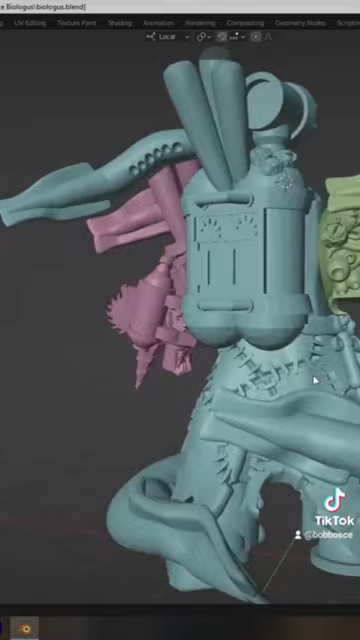 e Biologus\biologus.blend]
UV Editing Texture Paint Shading Animation Rendering Compositing Geometry Nodes Scripting
Local
TikTok
@bobbosce